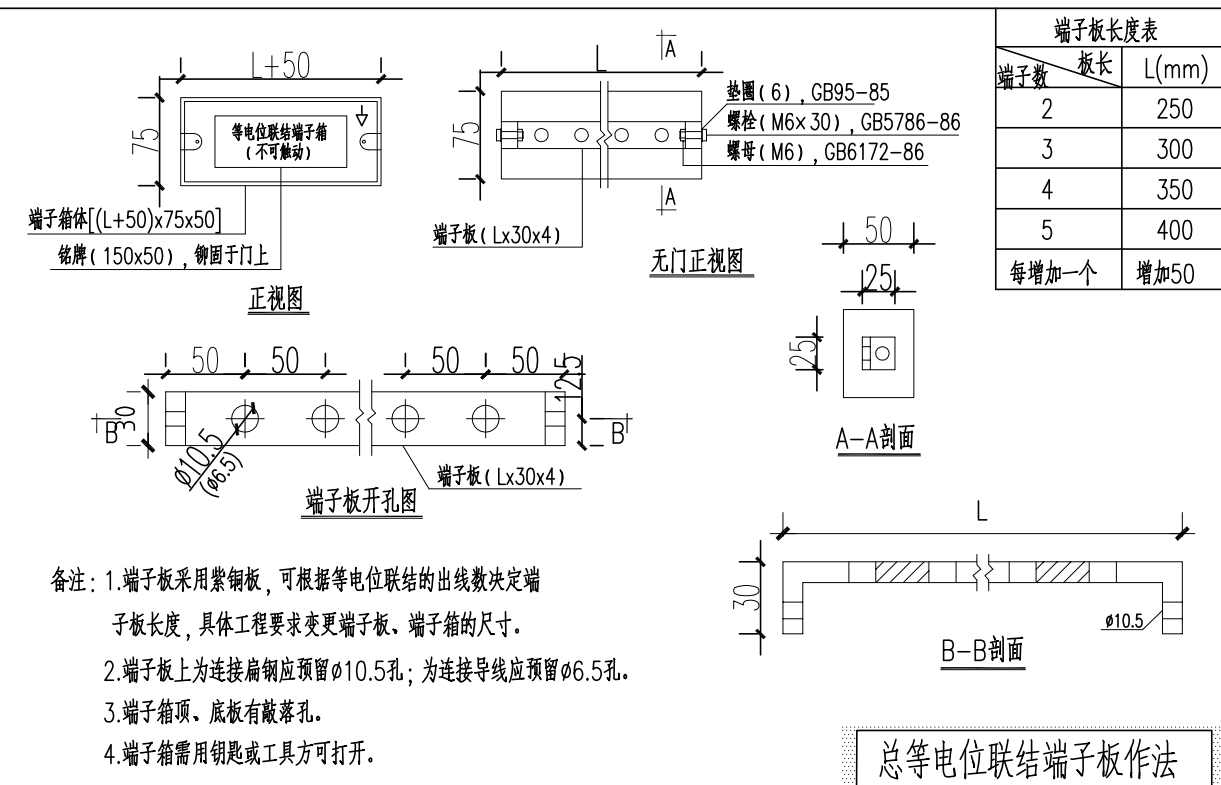 L+50
75
等电位联结端子箱
(不可触动)
端子箱体[(L+50)x75x50]
铭牌(150x50),铆固于门上
正视图
A
L
75
垫圈(6),GB95-85
螺栓(M6×30),GB5786-86
螺母(M6),GB6172-86
A
端子板(Lx30x4)
无门正视图
端子板长度表
端子数 板长 L(mm)
2 250
3 300
4 350
5 400
每增加一个 增加50
50
25
25
A-A剖面
50 50 50 50
12.5
30
B B
ø10.5
(ø6.5)
端子板(Lx30x4)
端子板开孔图
L
30
ø10.5
B-B剖面
备注:1.端子板采用紫铜板,可根据等电位联结的出线数决定端
子板长度,具体工程要求变更端子板、端子箱的尺寸。
2.端子板上为连接扁钢应预留ø10.5孔;为连接导线应预留ø6.5孔。
3.端子箱顶、底板有敲落孔。
4.端子箱需用钥匙或工具方可打开。
总等电位联结端子板作法